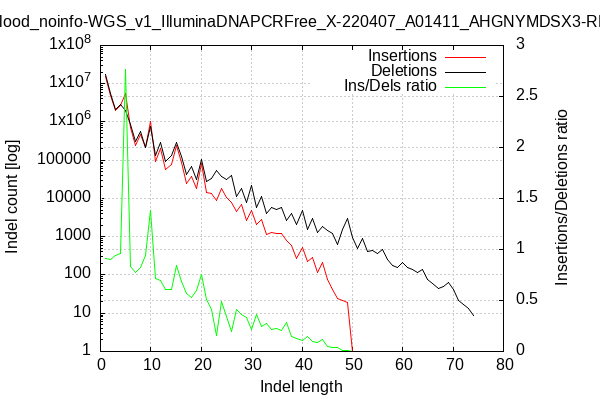 lood_noinfo-WGS_v1_IlluminaDNAPCRFree_X-220407_A01411_AHGNYMDSX3-RI
Insertions
Deletions
Ins/Dels ratio
1x10^8
1x10^7
1x10^6
100000
10000
1000
100
10
1
3
2.5
2
1.5
1
0.5
0
0 10 20 30 40 50 60 70 80
Indel count [log]
Insertions/Deletions ratio
Indel length